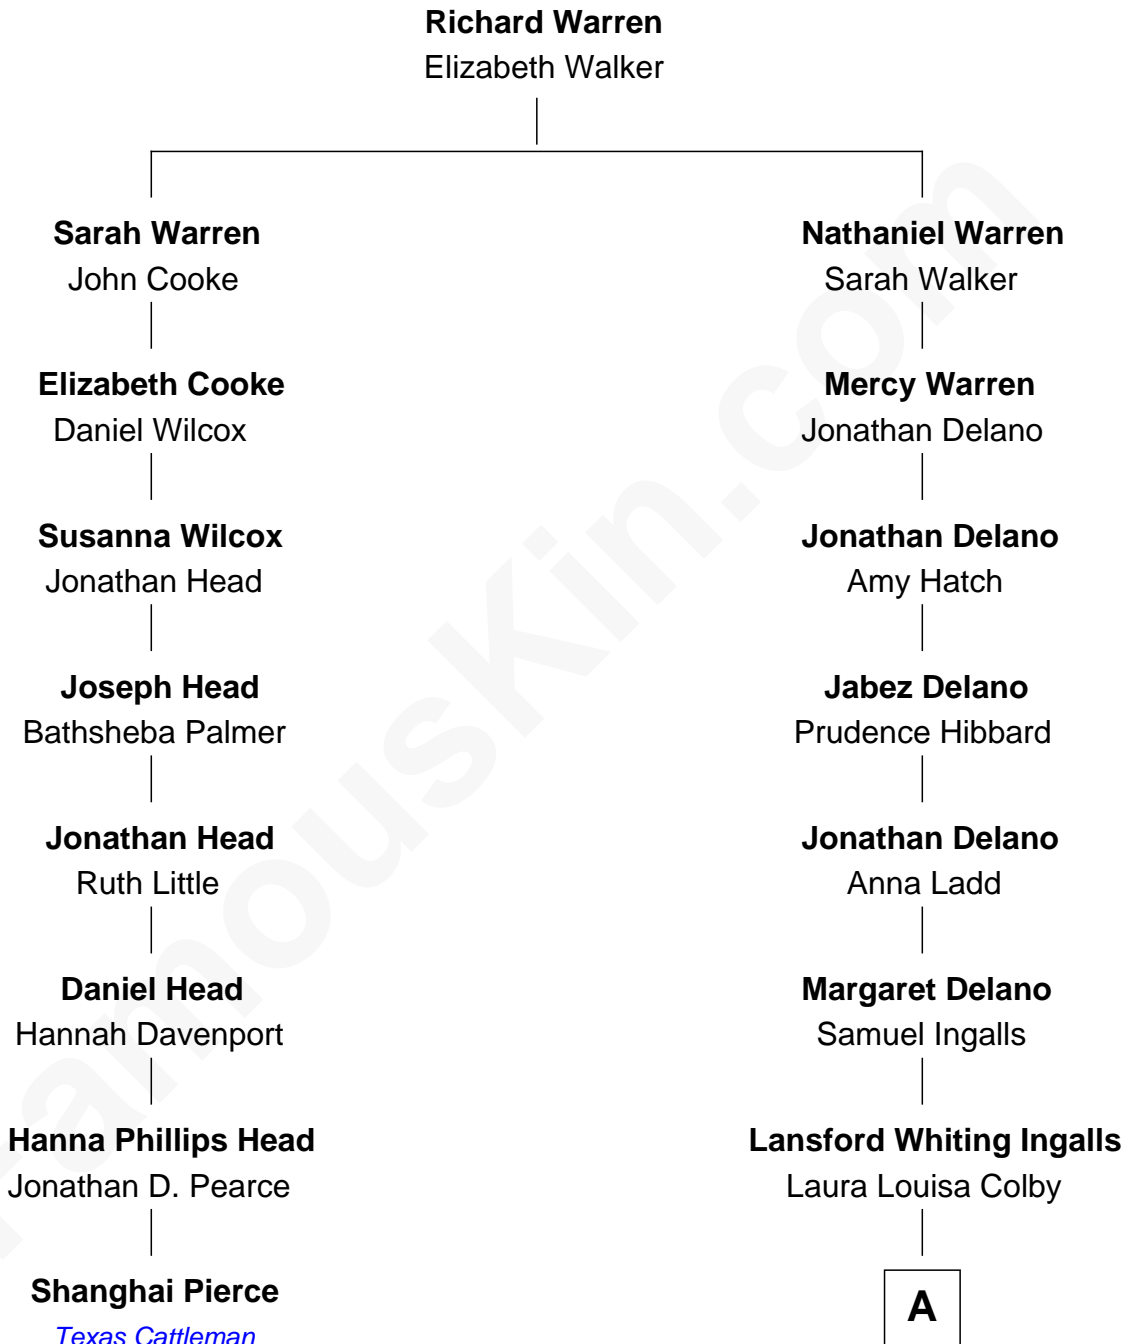 Richard Warren
Elizabeth Walker
Sarah Warren
John Cooke
Nathaniel Warren
Sarah Walker
Elizabeth Cooke
Daniel Wilcox
Mercy Warren
Jonathan Delano
Susanna Wilcox
Jonathan Head
Jonathan Delano
Amy Hatch
Joseph Head
Bathsheba Palmer
Jabez Delano
Prudence Hibbard
Jonathan Head
Ruth Little
Jonathan Delano
Anna Ladd
Daniel Head
Hannah Davenport
Margaret Delano
Samuel Ingalls
Hanna Phillips Head
Jonathan D. Pearce
Lansford Whiting Ingalls
Laura Louisa Colby
Shanghai Pierce
Texas Cattleman
A
FamousKin.com